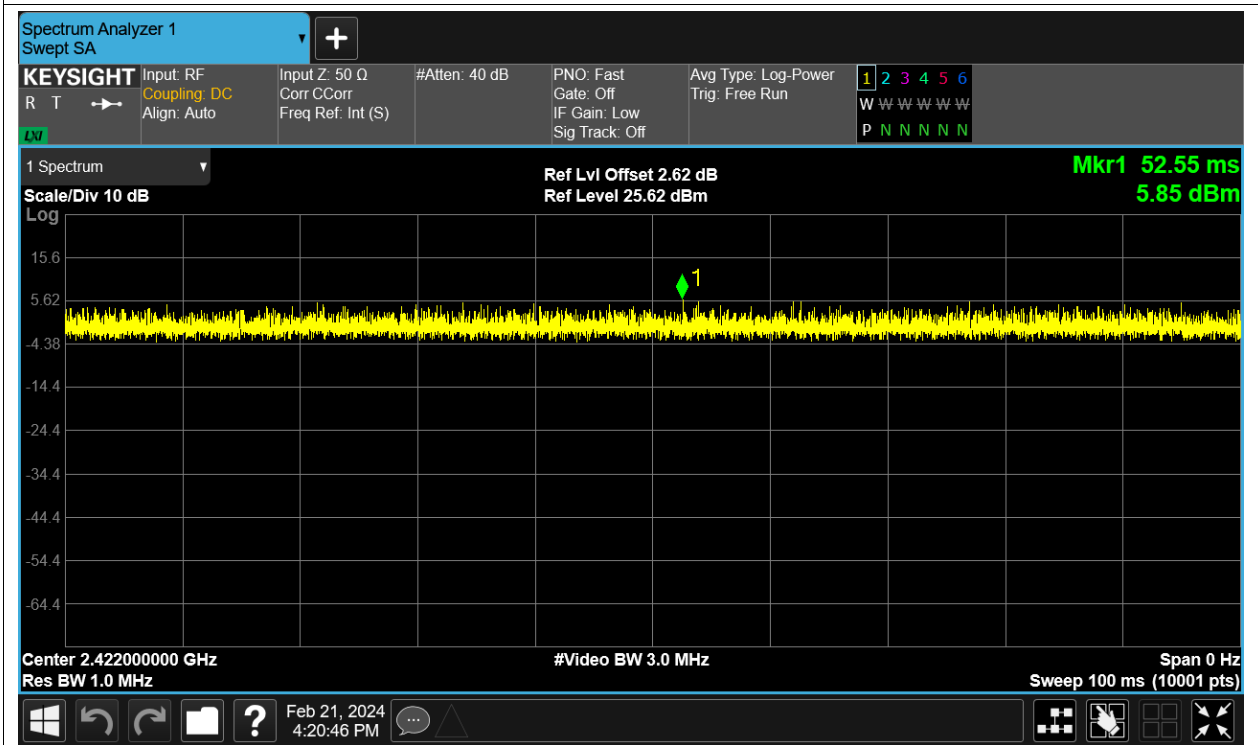 Spectrum Analyzer 1
Swept SA
KEYSIGHT
R T
LXI
Input: RF
Coupling: DC
Align: Auto
Input Z: 50 Ω
Corr CCorr
Freq Ref: Int (S)
#Atten: 40 dB
PNO: Fast
Gate: Off
IF Gain: Low
Sig Track: Off
Avg Type: Log-Power
Trig: Free Run
1 2 3 4 5 6
W W W W W W
P N N N N N
1 Spectrum
Scale/Div 10 dB
Log
Ref Lvl Offset 2.62 dB
Ref Level 25.62 dBm
Mkr1 52.55 ms
5.85 dBm
15.6
1
5.62
-4.38
-14.4
-24.4
-34.4
-44.4
-54.4
-64.4
Center 2.422000000 GHz
Res BW 1.0 MHz
#Video BW 3.0 MHz
Span 0 Hz
Sweep 100 ms (10001 pts)
?
Feb 21, 2024
4:20:46 PM